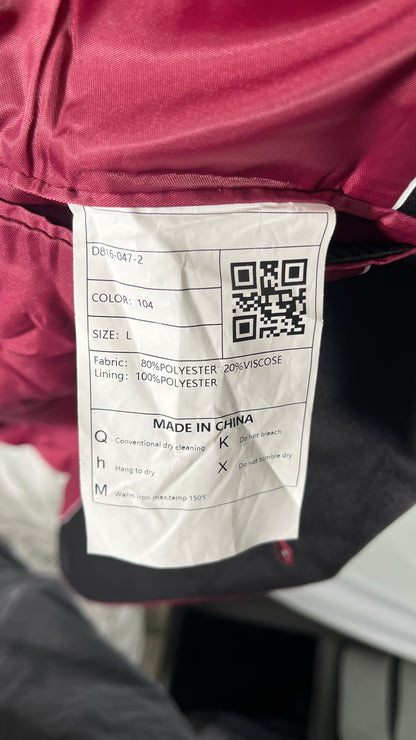 D816-047-2
COLOR: 104
SIZE: L
Fabric: 80%POLYESTER 20%VISCOSE
Lining: 100%POLYESTER
MADE IN CHINA
Q Conventional dry cleaning K Do not bleach
h Hang to dry X Do not tumble dry
M Warm iron max,temp 150℃